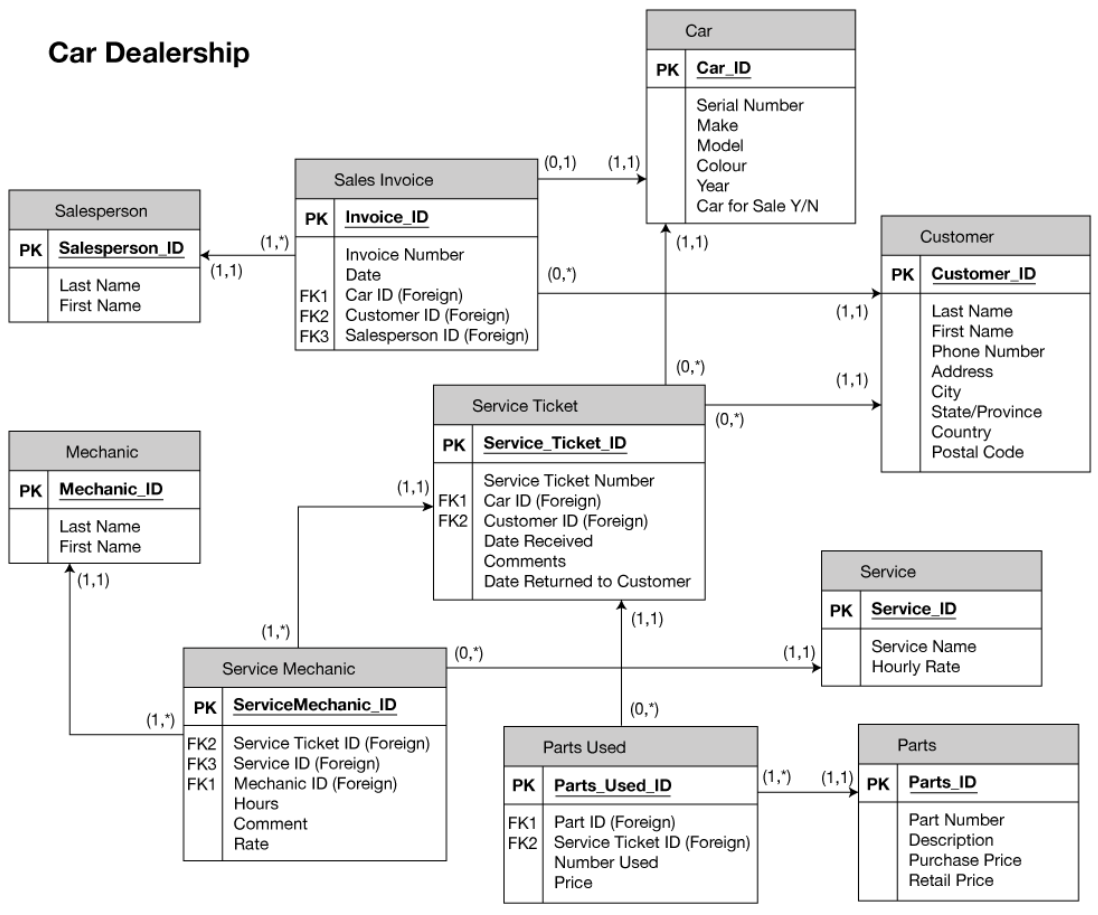 Car Dealership
Car
PK Car_ID
Serial Number
Make
Model
Colour
Year
Car for Sale Y/N
(0,1) (1,1)
Sales Invoice
PK Invoice_ID
Invoice Number
Date
FK1 Car ID (Foreign)
FK2 Customer ID (Foreign)
FK3 Salesperson ID (Foreign)
Salesperson
PK Salesperson_ID
Last Name
First Name
(1,*)
(1,1)
(1,1)
(0,*)
(0,*)
(1,1)
Customer
PK Customer_ID
Last Name
First Name
Phone Number
Address
City
State/Province
Country
Postal Code
(1,1)
(0,*)
Service Ticket
PK Service_Ticket_ID
Service Ticket Number
FK1 Car ID (Foreign)
FK2 Customer ID (Foreign)
Date Received
Comments
Date Returned to Customer
Mechanic
PK Mechanic_ID
Last Name
First Name
(1,1)
(1,1)
(1,*)
(1,*)
(1,1)
(0,*)
Service
PK Service_ID
Service Name
Hourly Rate
(0,*) (1,1)
Service Mechanic
PK ServiceMechanic_ID
FK2 Service Ticket ID (Foreign)
FK3 Service ID (Foreign)
FK1 Mechanic ID (Foreign)
Hours
Comment
Rate
Parts Used
PK Parts_Used_ID
FK1 Part ID (Foreign)
FK2 Service Ticket ID (Foreign)
Number Used
Price
(1,*) (1,1)
Parts
PK Parts_ID
Part Number
Description
Purchase Price
Retail Price